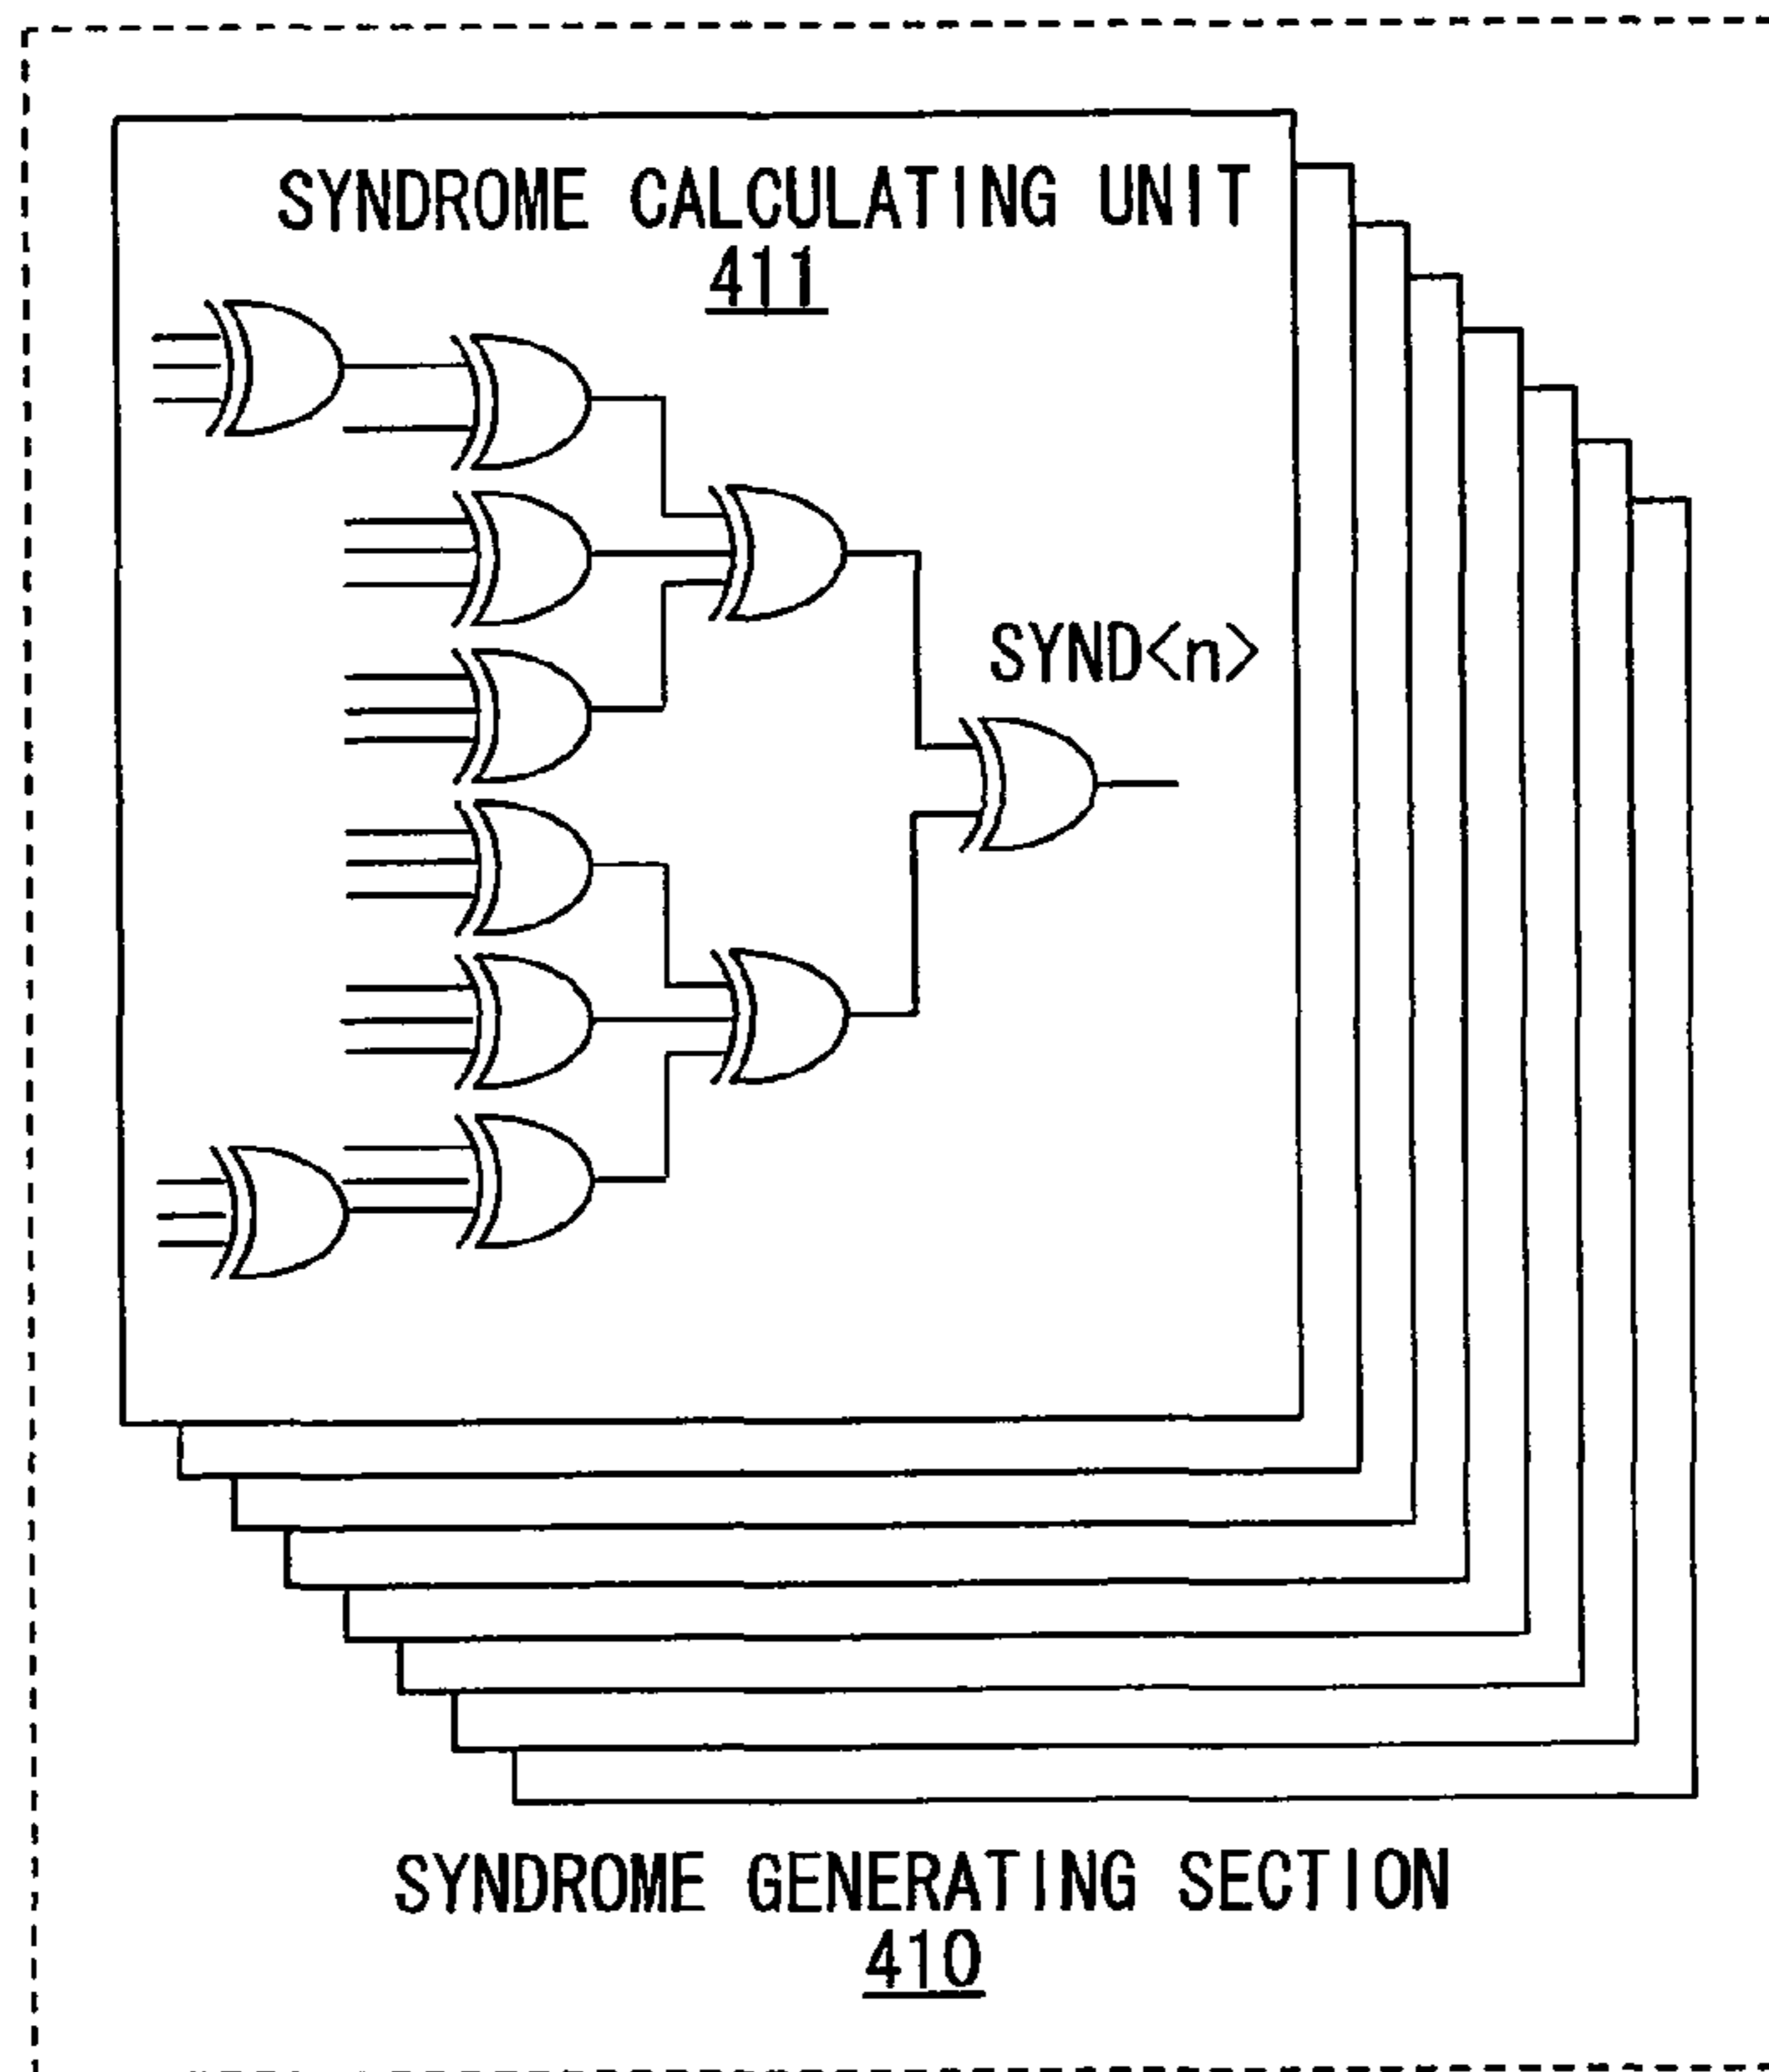 SYNDROME CALCULATING UNIT
411
SYND<n>
SYNDROME GENERATING SECTION
410